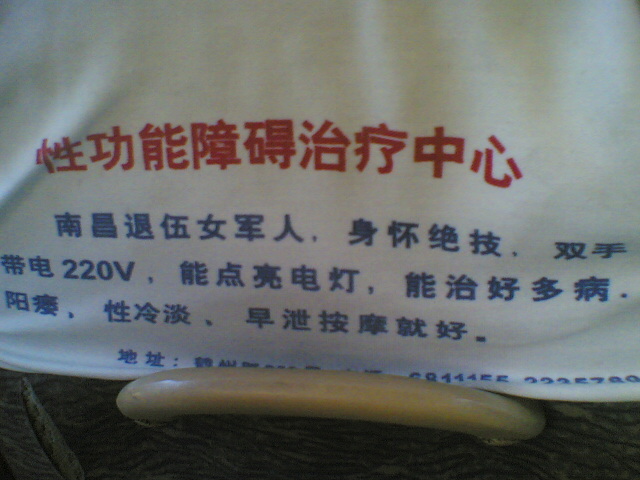 性功能障碍治疗中心
南昌退伍女军人，身怀绝技，双手
带电220V，能点亮电灯，能治好多病．
阳痿、性冷淡、早泄按摩就好。
地址：